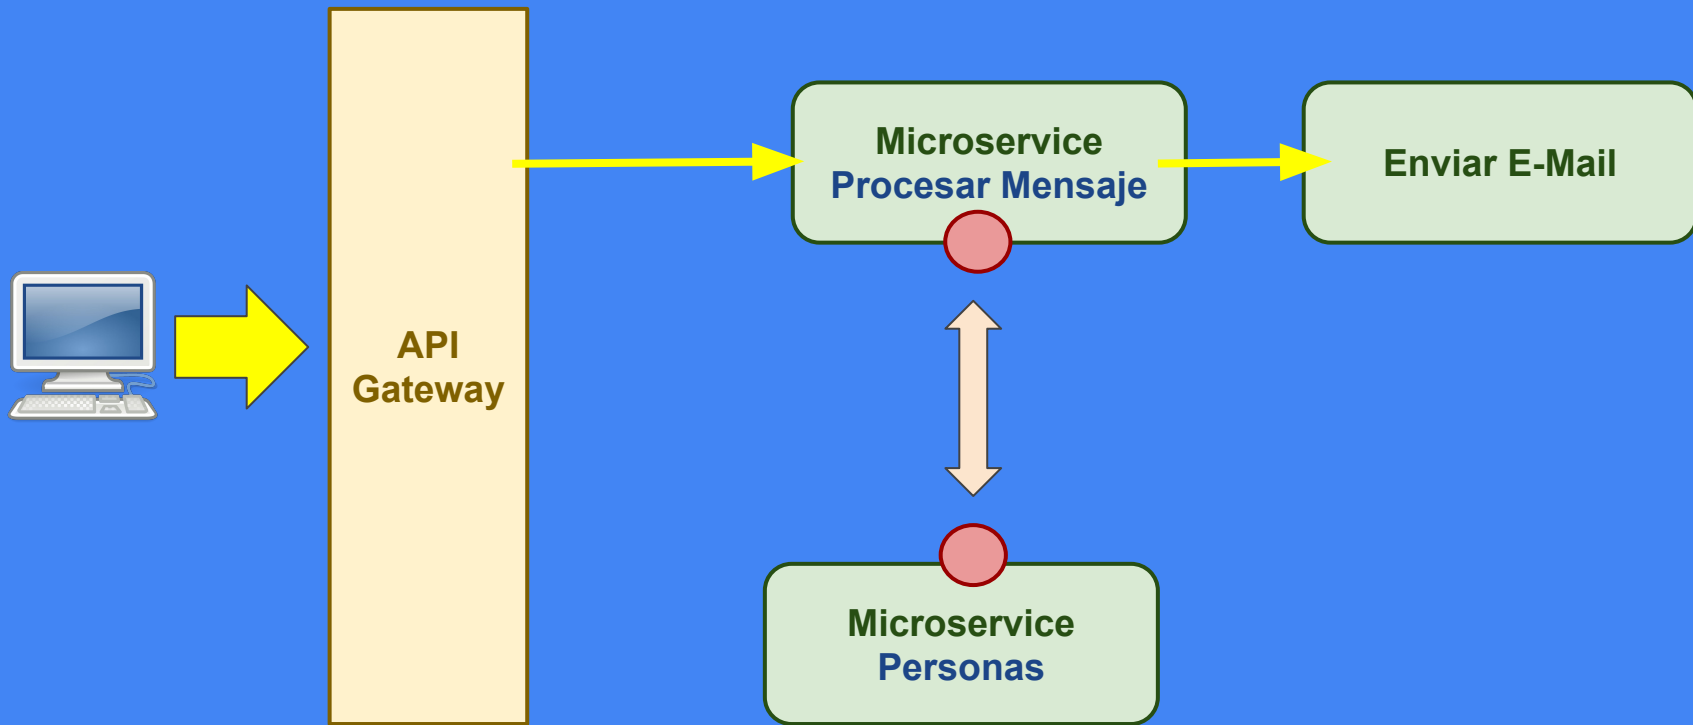 API
Gateway
Microservice
Procesar Mensaje
Enviar E-Mail
Microservice
Personas